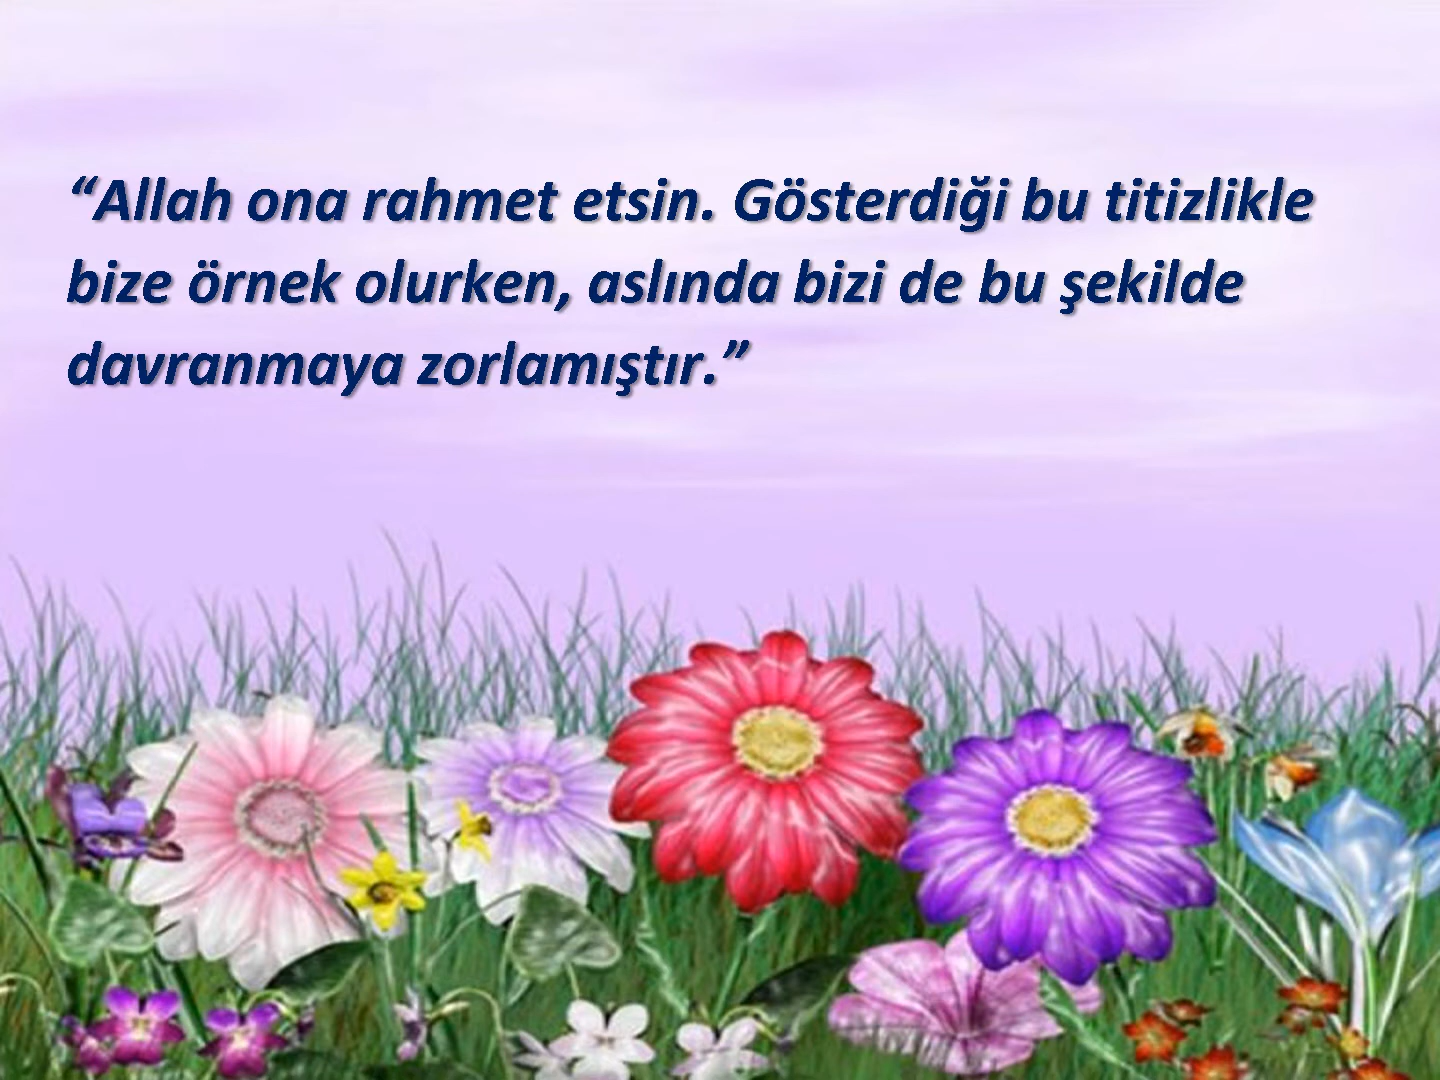 “Allah ona rahmet etsin. Gösterdiği bu titizlikle
bize örnek olurken, aslında bizi de bu şekilde
davranmaya zorlamıştır.”